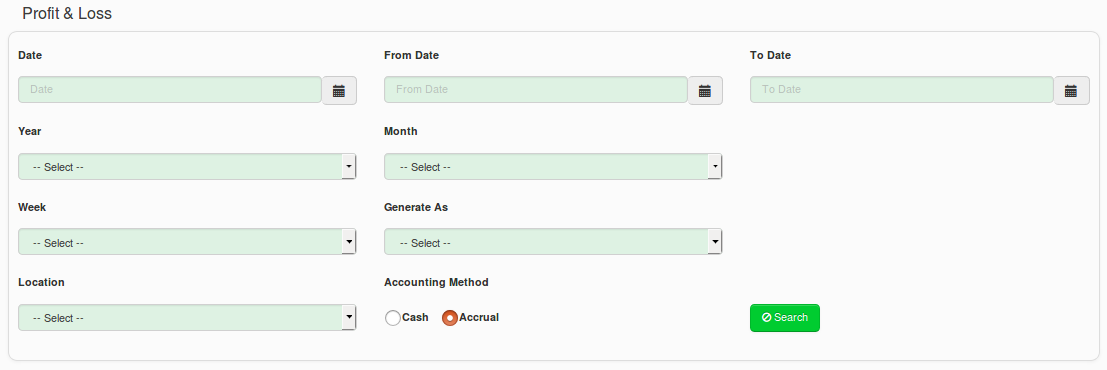 Profit & Loss
Date From Date To Date
Date From Date To Date
Year Month
-- Select -- -- Select --
Week Generate As
-- Select -- -- Select --
Location Accounting Method
-- Select -- Cash Accrual Search